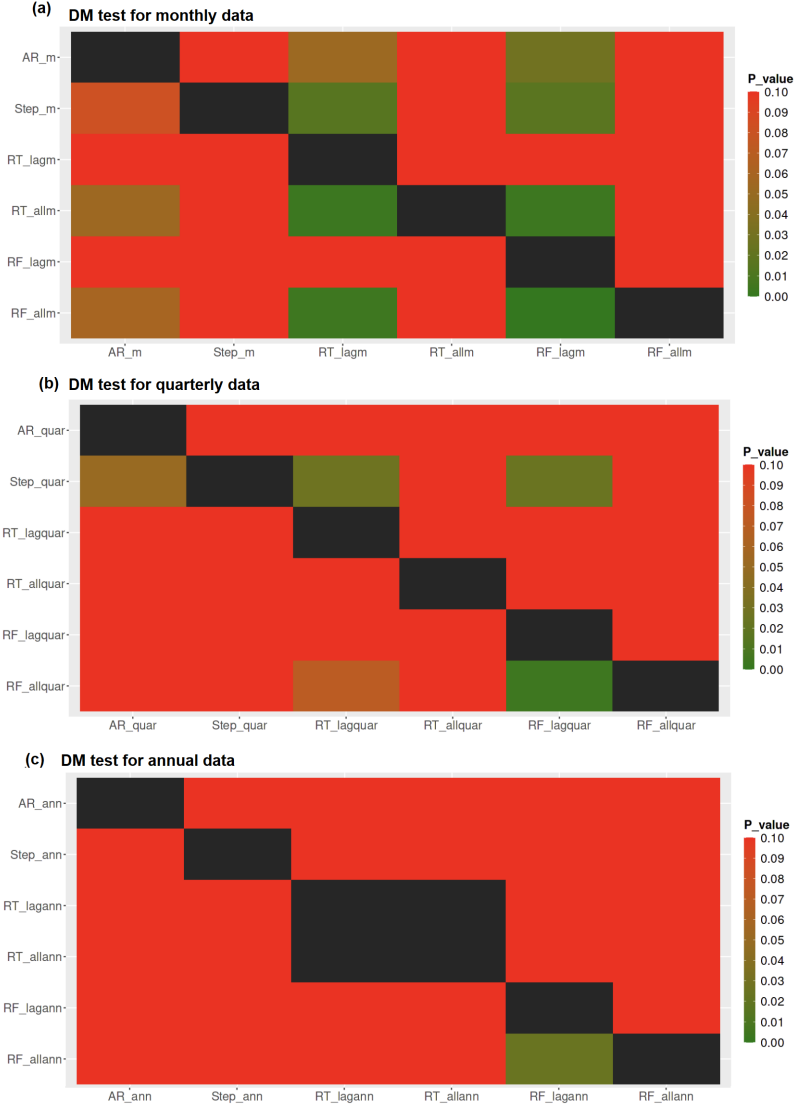 (a) DM test for monthly data
AR_m
Step_m
RT_lagm
RT_allm
RF_lagm
RF_allm
AR_m Step_m RT_lagm RT_allm RF_lagm RF_allm
P_value
0.10
0.09
0.08
0.07
0.06
0.05
0.04
0.03
0.02
0.01
0.00
(b) DM test for quarterly data
AR_quar
Step_quar
RT_lagquar
RT_allquar
RF_lagquar
RF_allquar
AR_quar Step_quar RT_lagquar RT_allquar RF_lagquar RF_allquar
P_value
0.10
0.09
0.08
0.07
0.06
0.05
0.04
0.03
0.02
0.01
0.00
(c) DM test for annual data
AR_ann
Step_ann
RT_lagann
RT_allann
RF_lagann
RF_allann
AR_ann Step_ann RT_lagann RT_allann RF_lagann RF_allann
P_value
0.10
0.09
0.08
0.07
0.06
0.05
0.04
0.03
0.02
0.01
0.00